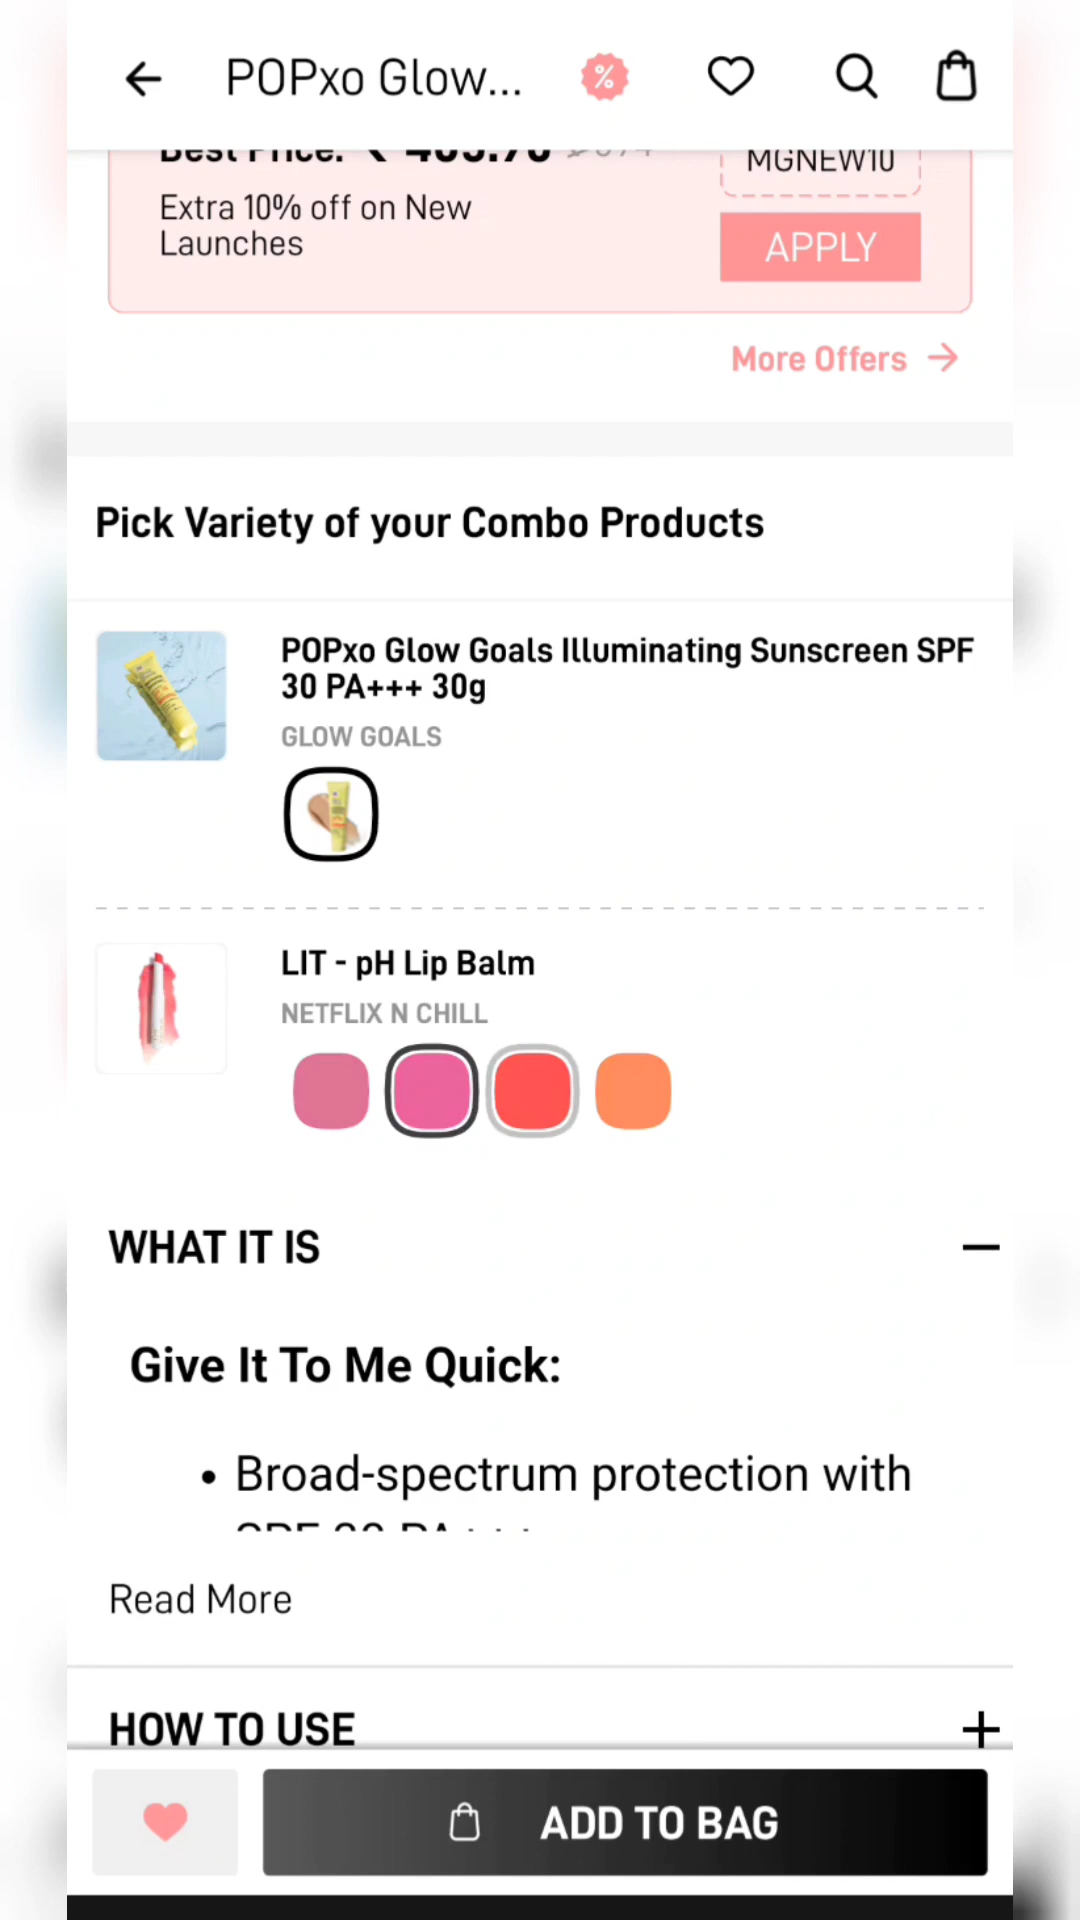 POPxo Glow...
%
Best Price: ₹
MGNEW10
Extra 10% off on New
Launches
APPLY
More Offers →
Pick Variety of your Combo Products
POPxo Glow Goals Illuminating Sunscreen SPF
30 PA+++ 30g
GLOW GOALS
LIT - pH Lip Balm
NETFLIX N CHILL
WHAT IT IS
Give It To Me Quick:
• Broad-spectrum protection with
Read More
HOW TO USE
ADD TO BAG